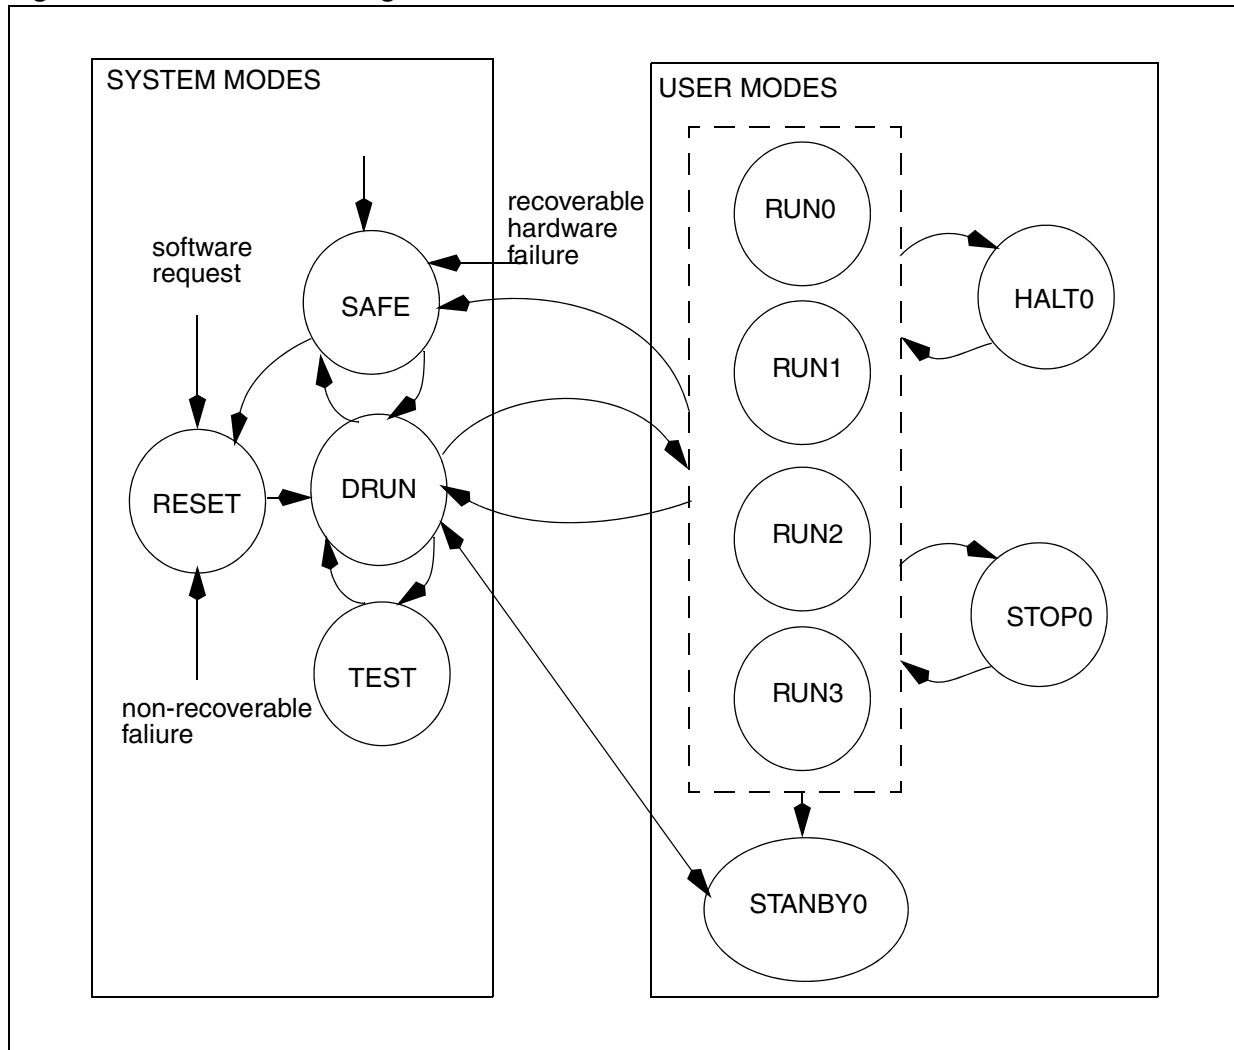 SYSTEM MODES
USER MODES
RUN0
recoverable
hardware
failure
software
request
SAFE
HALT0
RUN1
RESET
DRUN
RUN2
STOP0
TEST
RUN3
non-recoverable
faliure
STANBY0